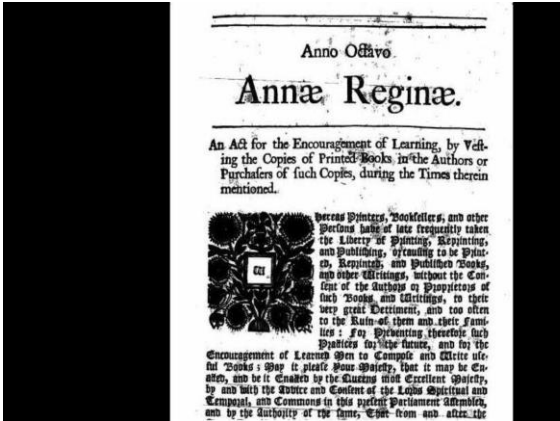 Anno Octavo
Annæ Reginæ.
An Act for the Encouragement of Learning, by Vest-
ing the Copies of Printed Books in the Authors or
Purchasers of such Copies, during the Times therein
mentioned.
Whereas Printers, Booksellers, and other
Persons have of late frequently taken
the Liberty of Printing, Reprinting,
and Publishing, or causing to be Print-
ed, Reprinted, and Published Books,
and other Writings, without the Con-
sent of the Authors or Proprietors of
such Books and Writings, to their
very great Detriment, and too often
to the Ruin of them and their Fami-
lies : For Preventing therefore such
Practices for the future, and for the
Encouragement of Learned Men to Compose and Write use-
ful Books ; May it please Your Majesty, that it may be En-
acted, and be it Enacted by the Queens most Excellent Majesty,
by and with the Advice and Consent of the Lords Spiritual and
Temporal, and Commons in this present Parliament Assembled,
and by the Authority of the same, That from and after the